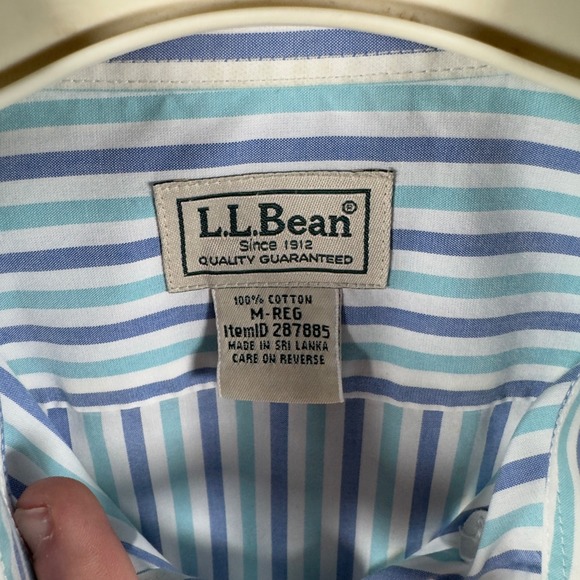 L.L.Bean®
Since 1912
QUALITY GUARANTEED
100% COTTON
M-REG
ItemID 287885
MADE IN SRI LANKA
CARE ON REVERSE